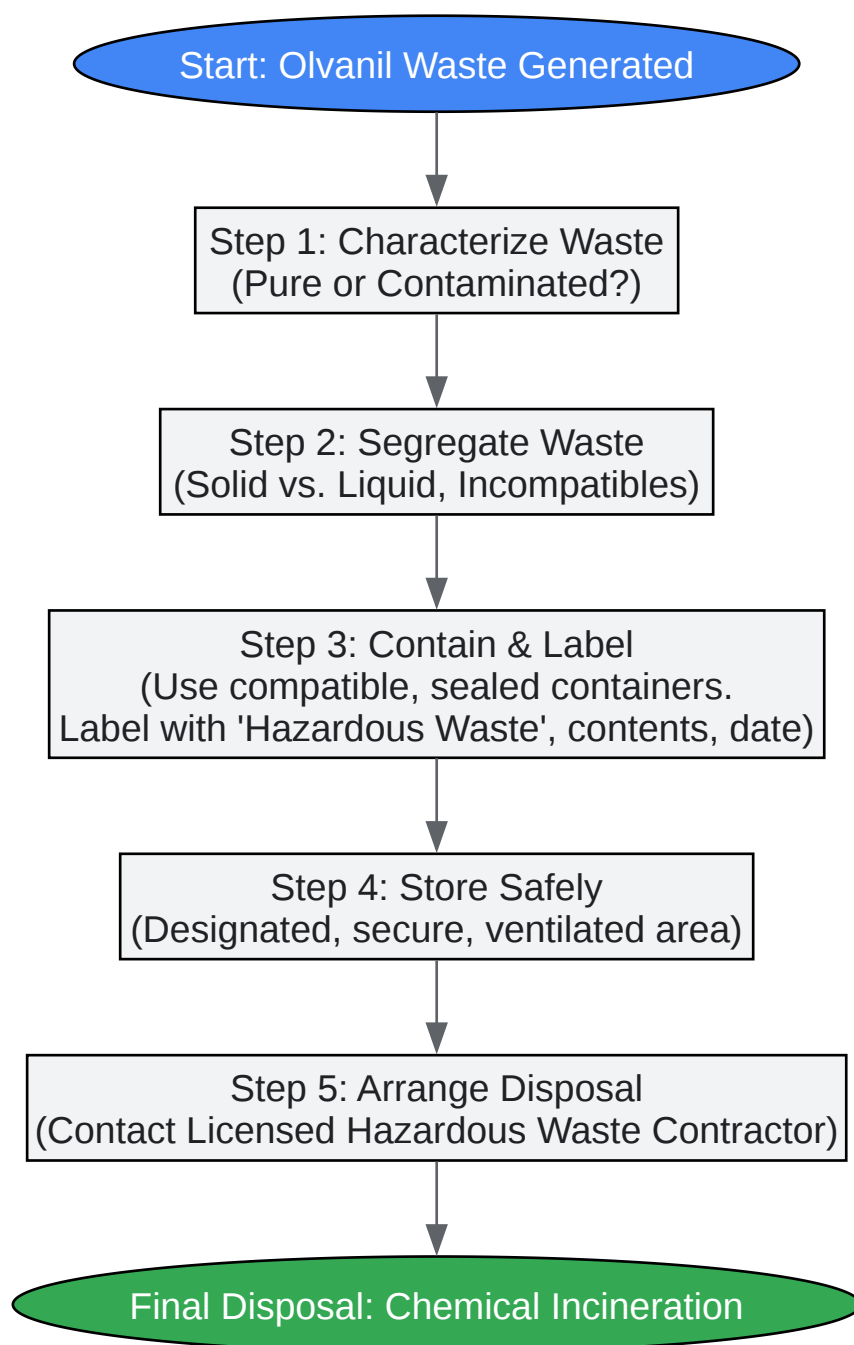 Start: Olvanil Waste Generated
Step 1: Characterize Waste
(Pure or Contaminated?)
Step 2: Segregate Waste
(Solid vs. Liquid, Incompatibles)
Step 3: Contain & Label
(Use compatible, sealed containers.
Label with 'Hazardous Waste', contents, date)
Step 4: Store Safely
(Designated, secure, ventilated area)
Step 5: Arrange Disposal
(Contact Licensed Hazardous Waste Contractor)
Final Disposal: Chemical Incineration